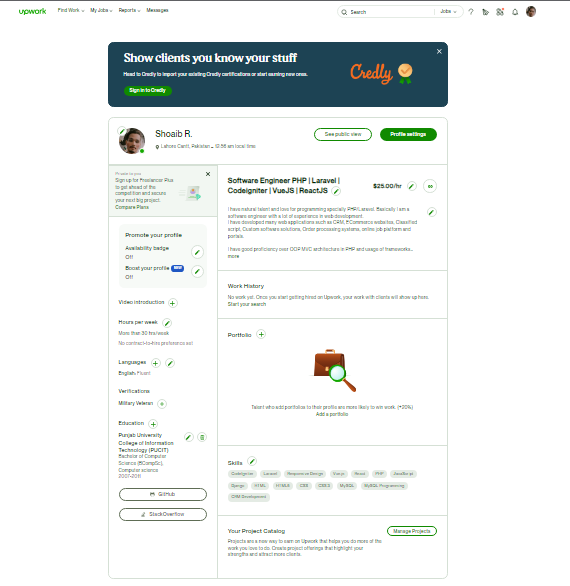 upwork
Find Work
My Jobs
Reports
Messages
Search
Jobs
Show clients you know your stuff
Head to Credly to import your existing Credly certifications or start earning new ones.
Sign in to Credly
Credly
Shoaib R.
Lahore Cantt, Pakistan – 12:56 am local time
See public view
Profile settings
Sign up for Freelancer Plus
to get ahead of the
competition and secure
your next big project.
Compare Plans
Promote your profile
Availability badge
Off
Boost your profile NEW
Off
Video introduction
Hours per week
More than 30 hrs/week
No contract-to-hire preference set
Languages
English: Fluent
Verifications
Military Veteran
Education
Punjab University
College of Information
Technology (PUCIT)
Bachelor of Computer
Science (BCompSc),
Computer science
2007-2011
GitHub
StackOverflow
Software Engineer PHP | Laravel |
Codeigniter | VueJS | ReactJS
$25.00/hr
I have natural talent and love for programming specially PHP/Laravel. Basically I am a
software engineer with a lot of experience in web development.
I have developed many web applications such as CRM, ECommerce websites, Classified
script, Custom software solutions, Order processing systems, online job platform and
portals.
I have good proficiency over OOP MVC architecture in PHP and usage of frameworks...
more
Work History
No work yet. Once you start getting hired on Upwork, your work with clients will show up here.
Start your search
Portfolio
Talent who add portfolios to their profile are more likely to win work. (+20%)
Add a portfolio
Skills
CodeIgniter
Laravel
Responsive Design
Vue.js
React
PHP
JavaScript
Django
HTML
HTML5
CSS
CSS 3
MySQL
MySQL Programming
CRM Development
Your Project Catalog
Manage Projects
Projects are a new way to earn on Upwork that helps you do more of the
work you love to do. Create project offerings that highlight your
strengths and attract more clients.